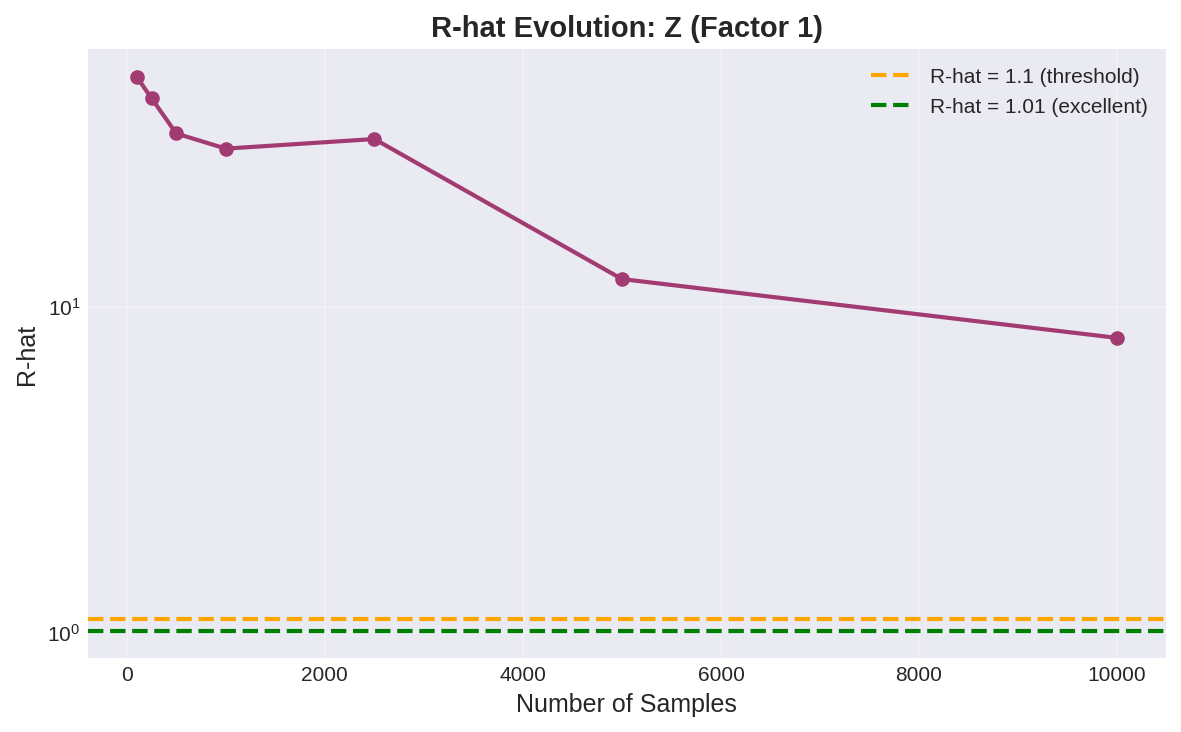 R-hat Evolution: Z (Factor 1)
R-hat = 1.1 (threshold)
R-hat = 1.01 (excellent)
10¹
10⁰
R-hat
0 2000 4000 6000 8000 10000
Number of Samples